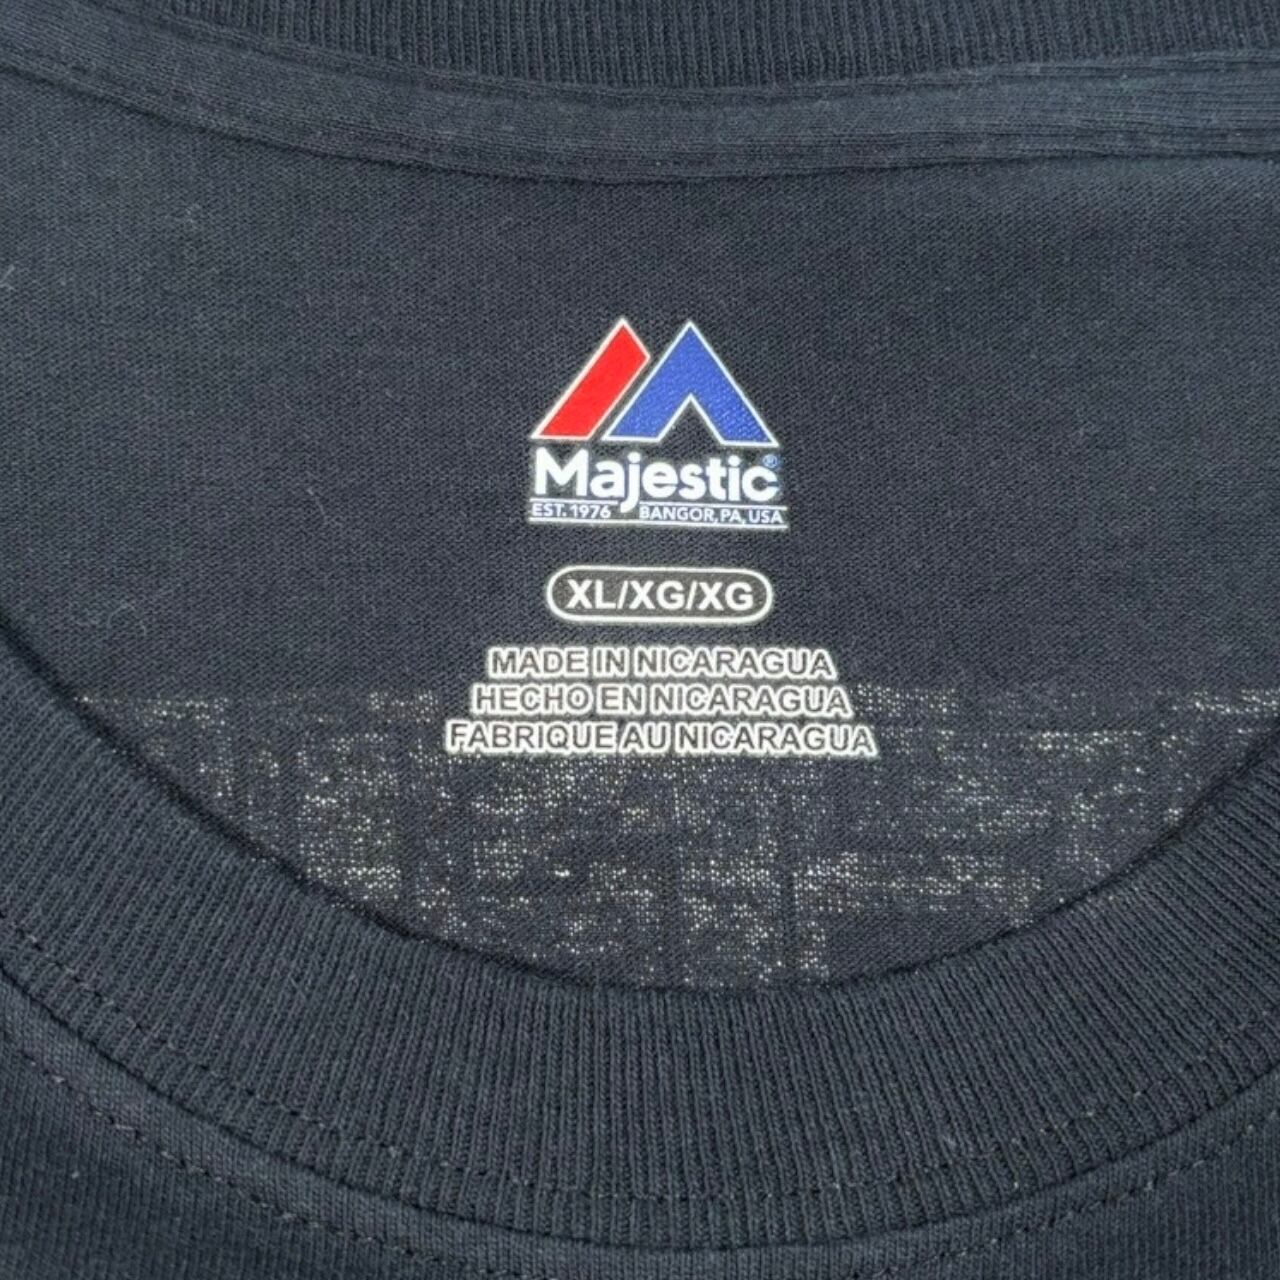 Majestic®
EST. 1976 BANGOR, PA, USA
XL/XG/XG
MADE IN NICARAGUA
HECHO EN NICARAGUA
FABRIQUE AU NICARAGUA